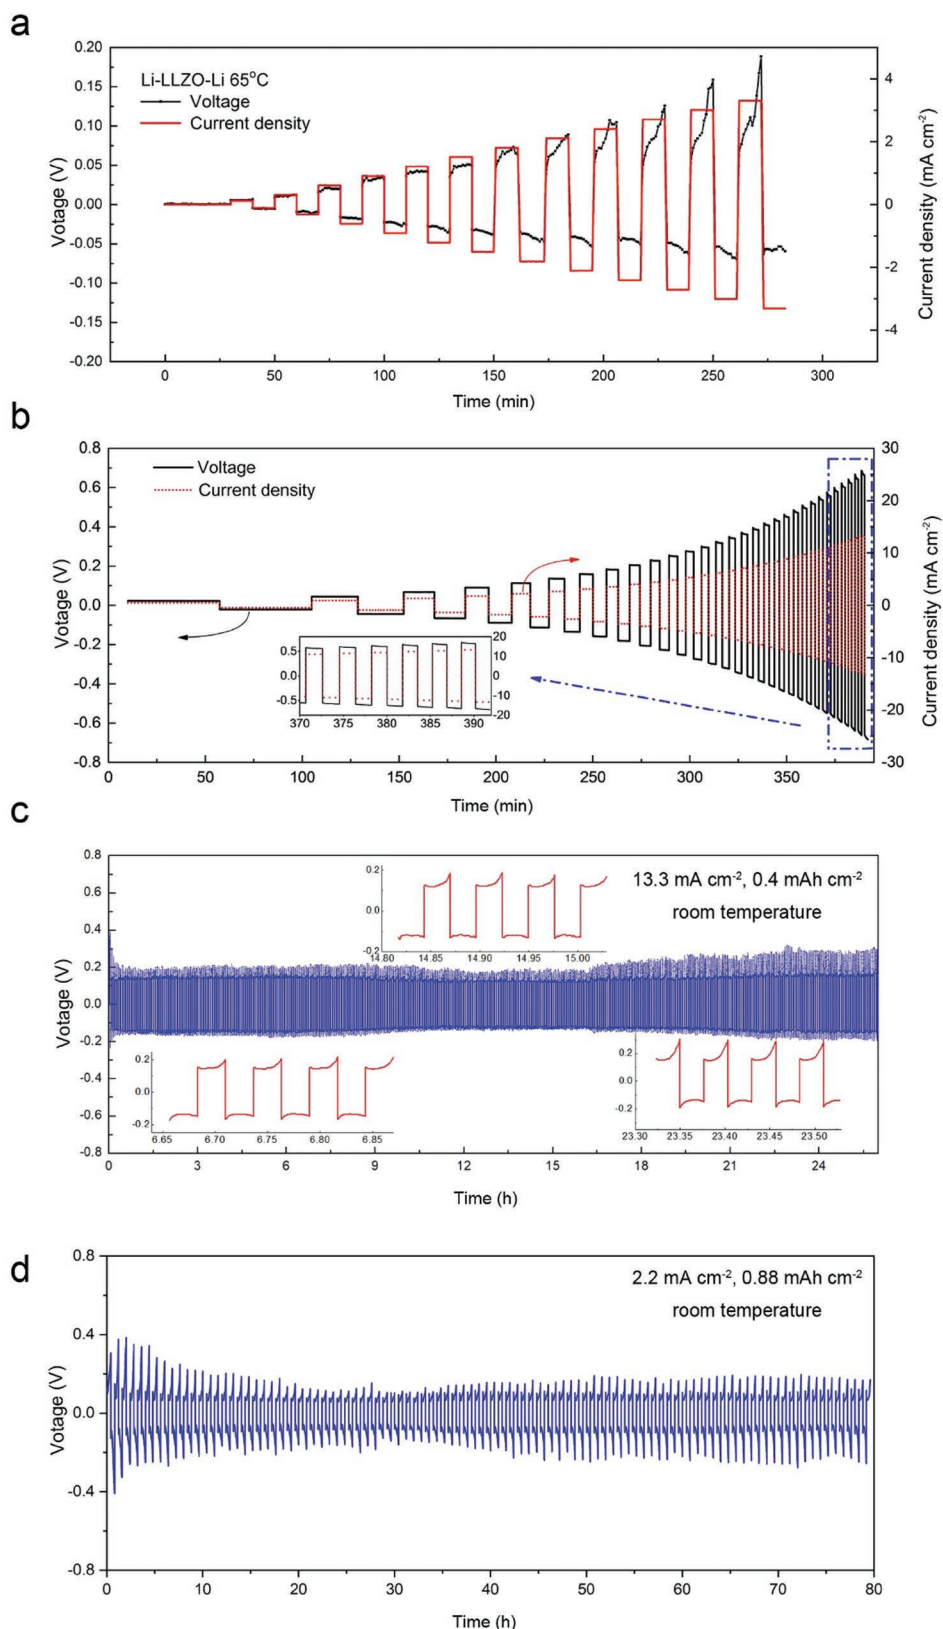 a
0.20
0.15
0.10
0.05
0.00
-0.05
-0.10
-0.15
-0.20
Votage (V)
Li-LLZO-Li 65°C
Voltage
Current density
4
2
0
-2
-4
Current density (mA cm-2)
0 50 100 150 200 250 300
Time (min)
b
0.8
0.6
0.4
0.2
0.0
-0.2
-0.4
-0.6
-0.8
Votage (V)
Voltage
Current density
30
20
10
0
-10
-20
-30
Current density (mA cm-2)
0.5
0.0
-0.5
20
10
0
-10
-20
370 375 380 385 390
0 50 100 150 200 250 300 350
Time (min)
c
0.8
0.6
0.4
0.2
0.0
-0.2
-0.4
-0.6
-0.8
Votage (V)
13.3 mA cm-2, 0.4 mAh cm-2
room temperature
0.2
0.0
-0.2
14.80 14.85 14.90 14.95 15.00
0.2
0.0
-0.2
6.65 6.70 6.75 6.80 6.85
0.2
0.0
-0.2
23.30 23.35 23.40 23.45 23.50
0 3 6 9 12 15 18 21 24
Time (h)
d
0.8
0.4
0.0
-0.4
-0.8
Votage (V)
2.2 mA cm-2, 0.88 mAh cm-2
room temperature
0 10 20 30 40 50 60 70 80
Time (h)